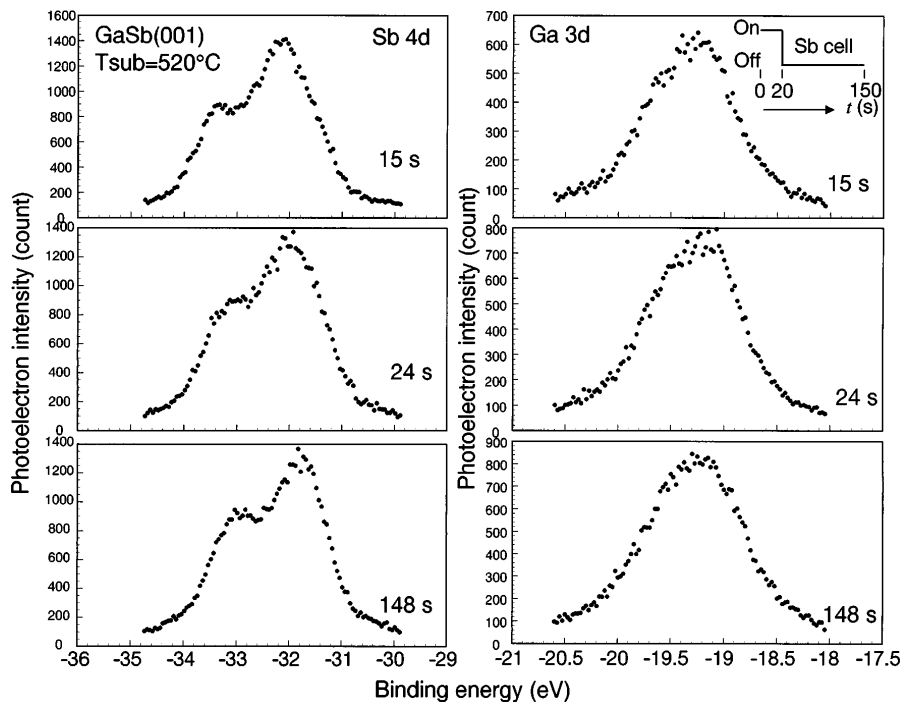 GaSb(001)
Tsub=520°C
Sb 4d
15 s
1600
1400
1200
1000
800
600
400
200
0
24 s
1400
1200
1000
800
600
400
200
0
148 s
1400
1200
1000
800
600
400
200
0
Photoelectron intensity (count)
-36 -35 -34 -33 -32 -31 -30 -29
Ga 3d
On
Off
Sb cell
0 20 150
t (s)
15 s
700
600
500
400
300
200
100
0
24 s
800
700
600
500
400
300
200
100
0
148 s
900
800
700
600
500
400
300
200
100
0
Photoelectron intensity (count)
-21 -20.5 -20 -19.5 -19 -18.5 -18 -17.5
Binding energy (eV)